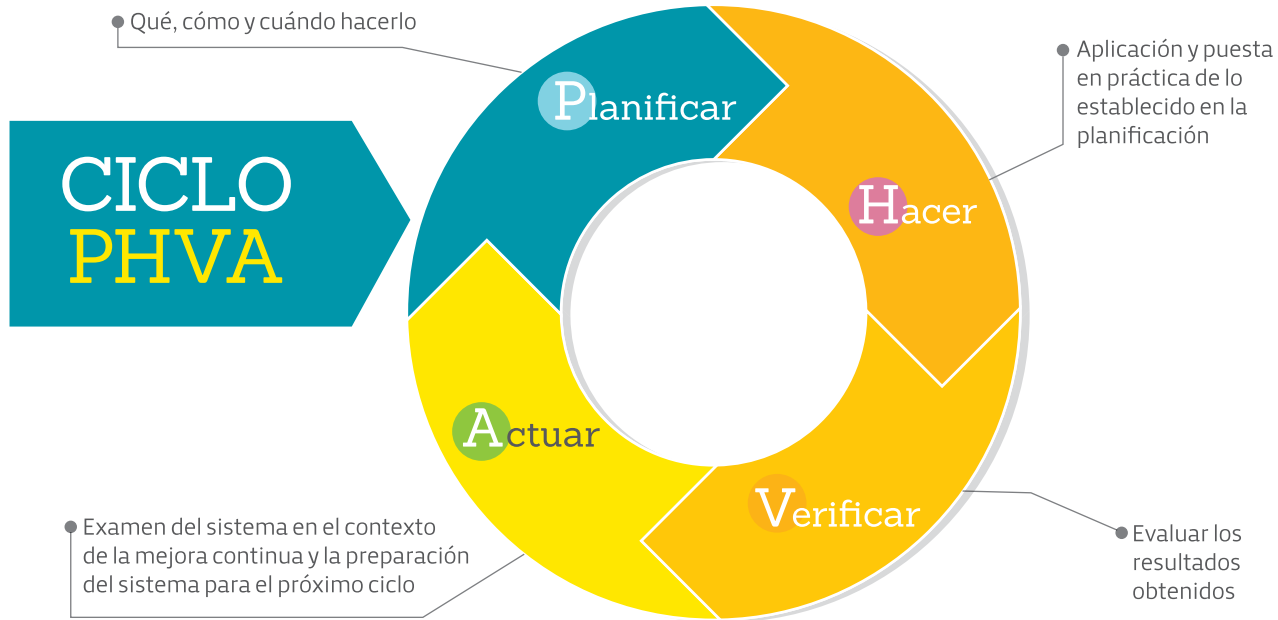 Qué, cómo y cuándo hacerlo
Planificar
CICLO
PHVA
Aplicación y puesta
en práctica de lo
establecido en la
planificación
Hacer
Verificar
Evaluar los
resultados
obtenidos
Actuar
Examen del sistema en el contexto
de la mejora continua y la preparación
del sistema para el próximo ciclo